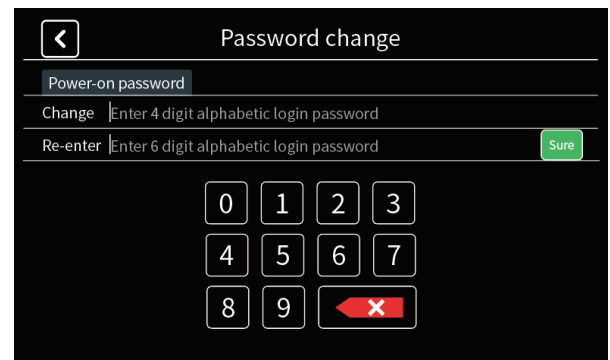 Password change
Power-on password
Change Enter 4 digit alphabetic login password
Re-enter Enter 6 digit alphabetic login password Sure
0 1 2 3
4 5 6 7
8 9